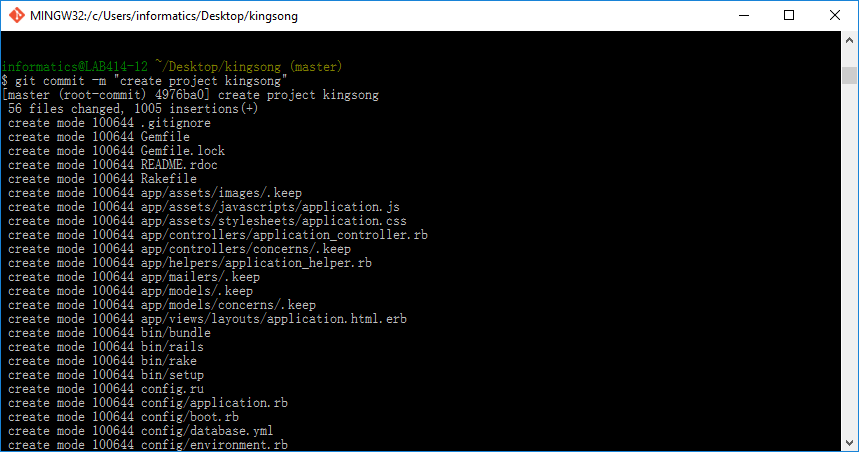 MINGW32:/c/Users/informatics/Desktop/kingsong
informatics@LAB414-12 ~/Desktop/kingsong (master)
$ git commit -m "create project kingsong"
[master (root-commit) 4976ba0] create project kingsong
 56 files changed, 1005 insertions(+)
 create mode 100644 .gitignore
 create mode 100644 Gemfile
 create mode 100644 Gemfile.lock
 create mode 100644 README.rdoc
 create mode 100644 Rakefile
 create mode 100644 app/assets/images/.keep
 create mode 100644 app/assets/javascripts/application.js
 create mode 100644 app/assets/stylesheets/application.css
 create mode 100644 app/controllers/application_controller.rb
 create mode 100644 app/controllers/concerns/.keep
 create mode 100644 app/helpers/application_helper.rb
 create mode 100644 app/mailers/.keep
 create mode 100644 app/models/.keep
 create mode 100644 app/models/concerns/.keep
 create mode 100644 app/views/layouts/application.html.erb
 create mode 100644 bin/bundle
 create mode 100644 bin/rails
 create mode 100644 bin/rake
 create mode 100644 bin/setup
 create mode 100644 config.ru
 create mode 100644 config/application.rb
 create mode 100644 config/boot.rb
 create mode 100644 config/database.yml
 create mode 100644 config/environment.rb